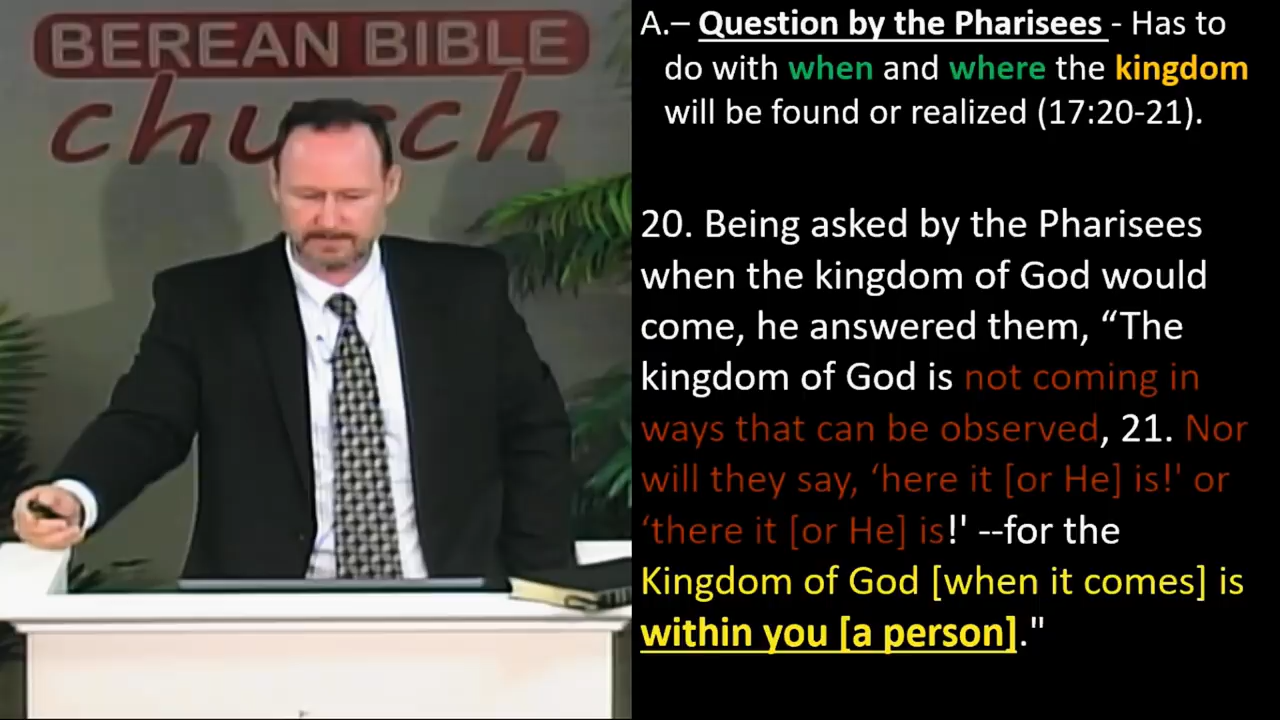 BEREAN BIBLE
church
A.– Question by the Pharisees - Has to
do with when and where the kingdom
will be found or realized (17:20-21).
20. Being asked by the Pharisees
when the kingdom of God would
come, he answered them, “The
kingdom of God is not coming in
ways that can be observed, 21. Nor
will they say, ‘here it [or He] is!' or
‘there it [or He] is!' --for the
Kingdom of God [when it comes] is
within you [a person]."